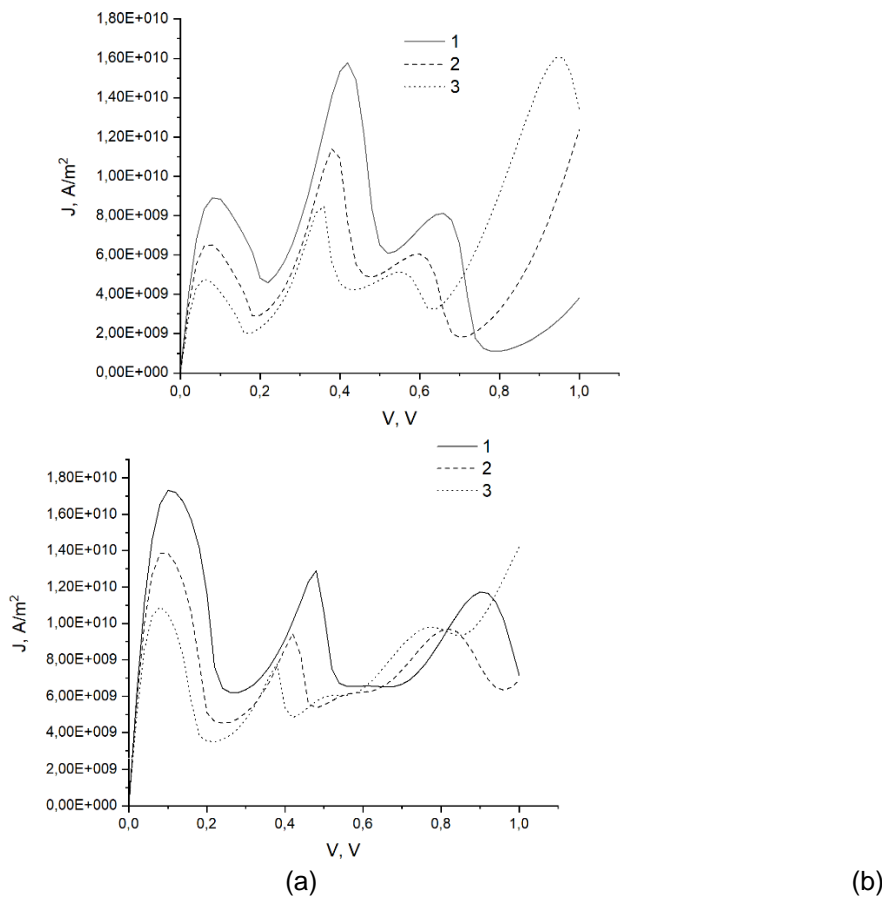 1,80E+010
1
1,60E+010
2
1,40E+010
3
1,20E+010
1,00E+010
8,00E+009
6,00E+009
4,00E+009
2,00E+009
0,00E+000
J, A/m²
0,0 0,2 0,4 0,6 0,8 1,0
V, V
1
2
3
1,80E+010
1,60E+010
1,40E+010
1,20E+010
1,00E+010
8,00E+009
6,00E+009
4,00E+009
2,00E+009
0,00E+000
J, A/m²
0,0 0,2 0,4 0,6 0,8 1,0
V, V
(a) (b)